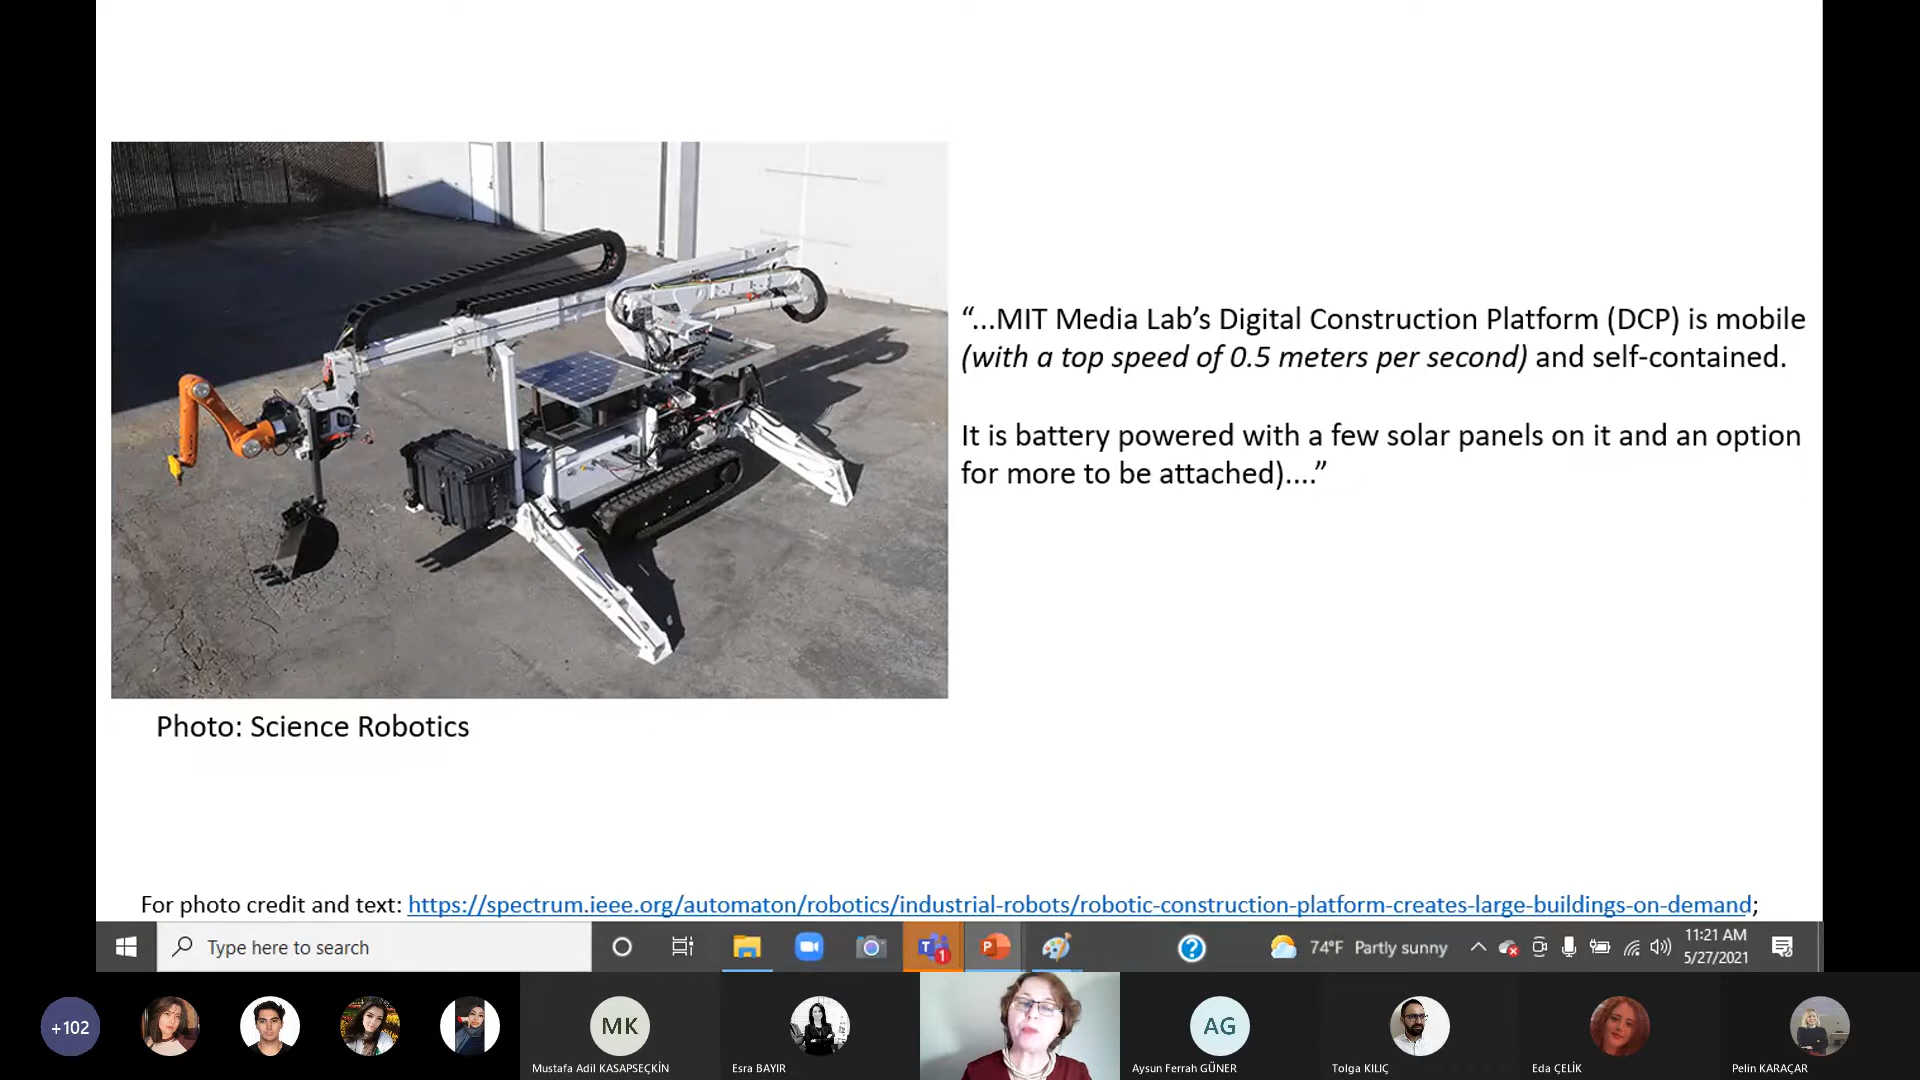 “...MIT Media Lab’s Digital Construction Platform (DCP) is mobile
(with a top speed of 0.5 meters per second) and self-contained.
It is battery powered with a few solar panels on it and an option
for more to be attached)....”
Photo: Science Robotics
For photo credit and text: https://spectrum.ieee.org/automaton/robotics/industrial-robots/robotic-construction-platform-creates-large-buildings-on-demand;
Type here to search
T
1
P
?
74°F Partly sunny
11:21 AM
5/27/2021
+102
MK
AG
Mustafa Adil KASAPSEÇKİN
Esra BAYIR
Aysun Ferrah GÜNER
Tolga KILIÇ
Eda ÇELİK
Pelin KARAÇAR